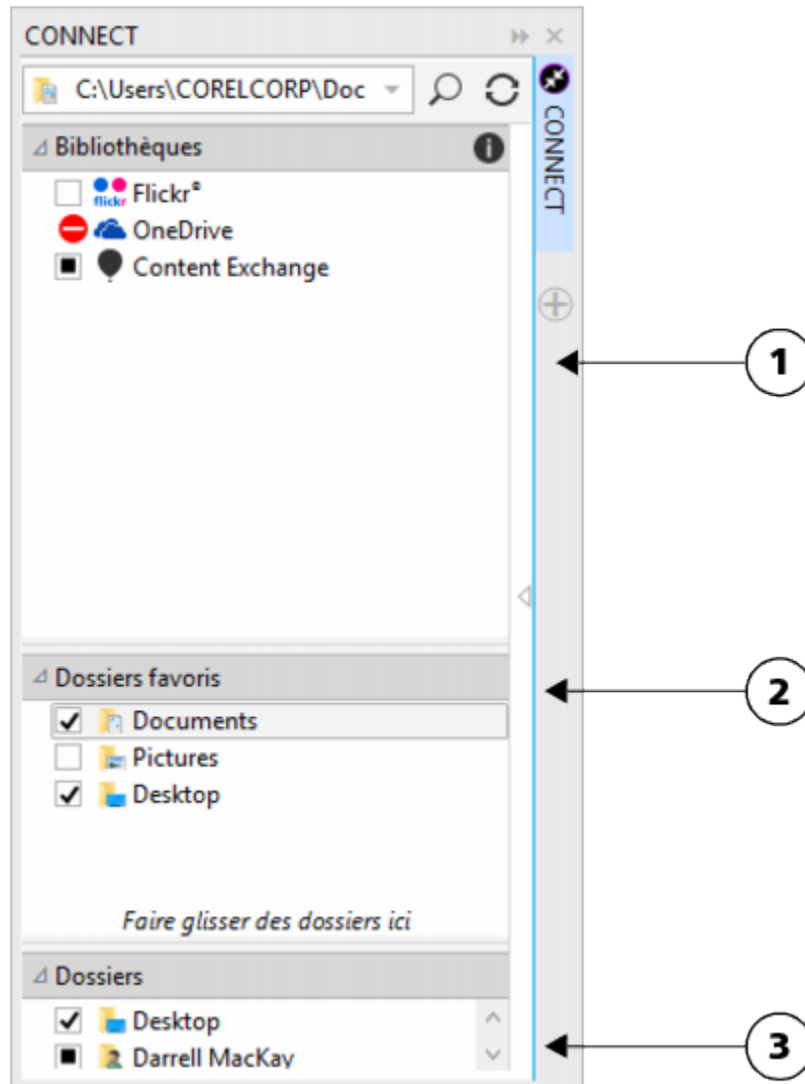 CONNECT
C:\Users\CORELCORP\Doc
CONNECT
Bibliothèques
flickr Flickr®
OneDrive
Content Exchange
1
Dossiers favoris
2
Documents
Pictures
Desktop
Faire glisser des dossiers ici
Dossiers
Desktop
3
Darrell MacKay